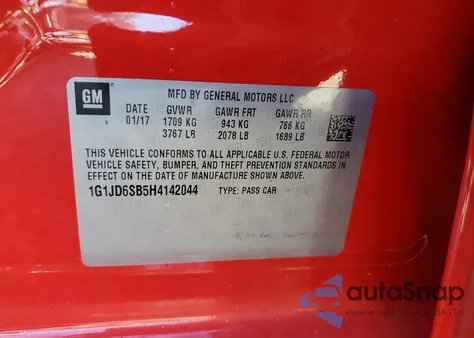 GM
MFD BY GENERAL MOTORS LLC
DATE GVWR GAWR FRT GAWR RR
01/17 1709 KG 943 KG 766 KG
3767 LB 2078 LB 1689 LB
THIS VEHICLE CONFORMS TO ALL APPLICABLE U.S. FEDERAL MOTOR
VEHICLE SAFETY, BUMPER, AND THEFT PREVENTION STANDARDS IN
EFFECT ON THE DATE OF MANUFACTURE SHOWN ABOVE.
1G1JD6SB5H4142044 TYPE: PASS CAR
autaSnap